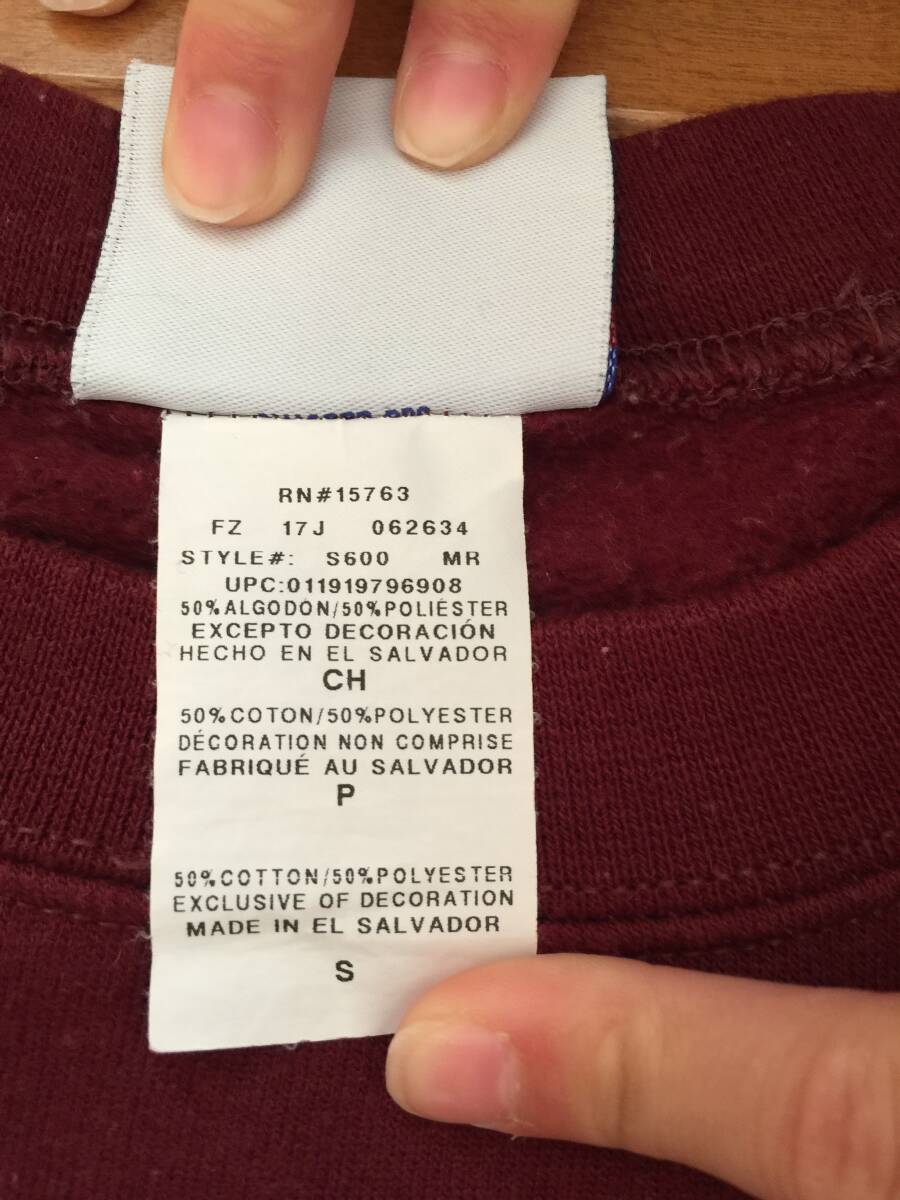 RN#15763
FZ 17J 062634
STYLE#: S600 MR
UPC:011919796908
50%ALGODÓN/50%POLIÉSTER
EXCEPTO DECORACIÓN
HECHO EN EL SALVADOR
CH
50%COTON/50%POLYESTER
DÉCORATION NON COMPRISE
FABRIQUÉ AU SALVADOR
P
50%COTTON/50%POLYESTER
EXCLUSIVE OF DECORATION
MADE IN EL SALVADOR
S